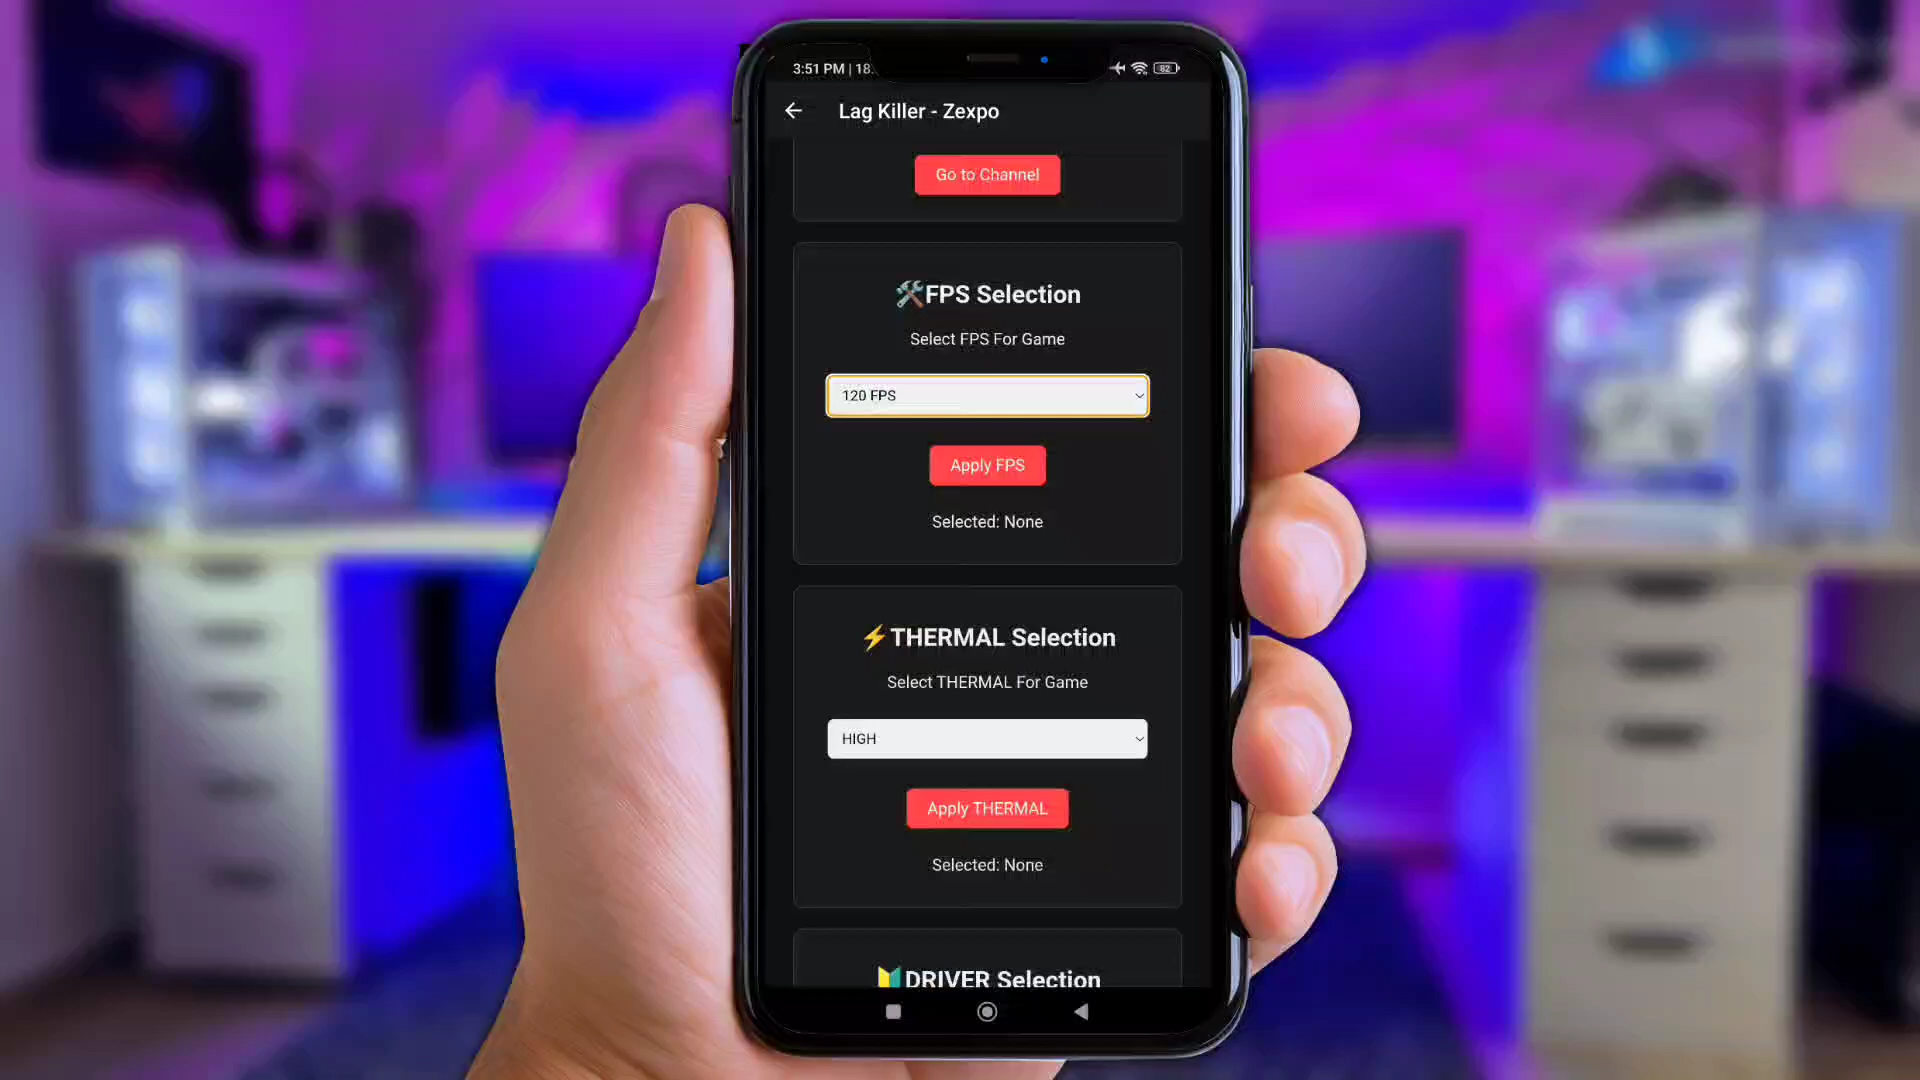 3:51 PM | 18.
82
Lag Killer - Zexpo
Go to Channel
🛠️FPS Selection
Select FPS For Game
120 FPS
Apply FPS
Selected: None
⚡THERMAL Selection
Select THERMAL For Game
HIGH
Apply THERMAL
Selected: None
🔰DRIVER Selection